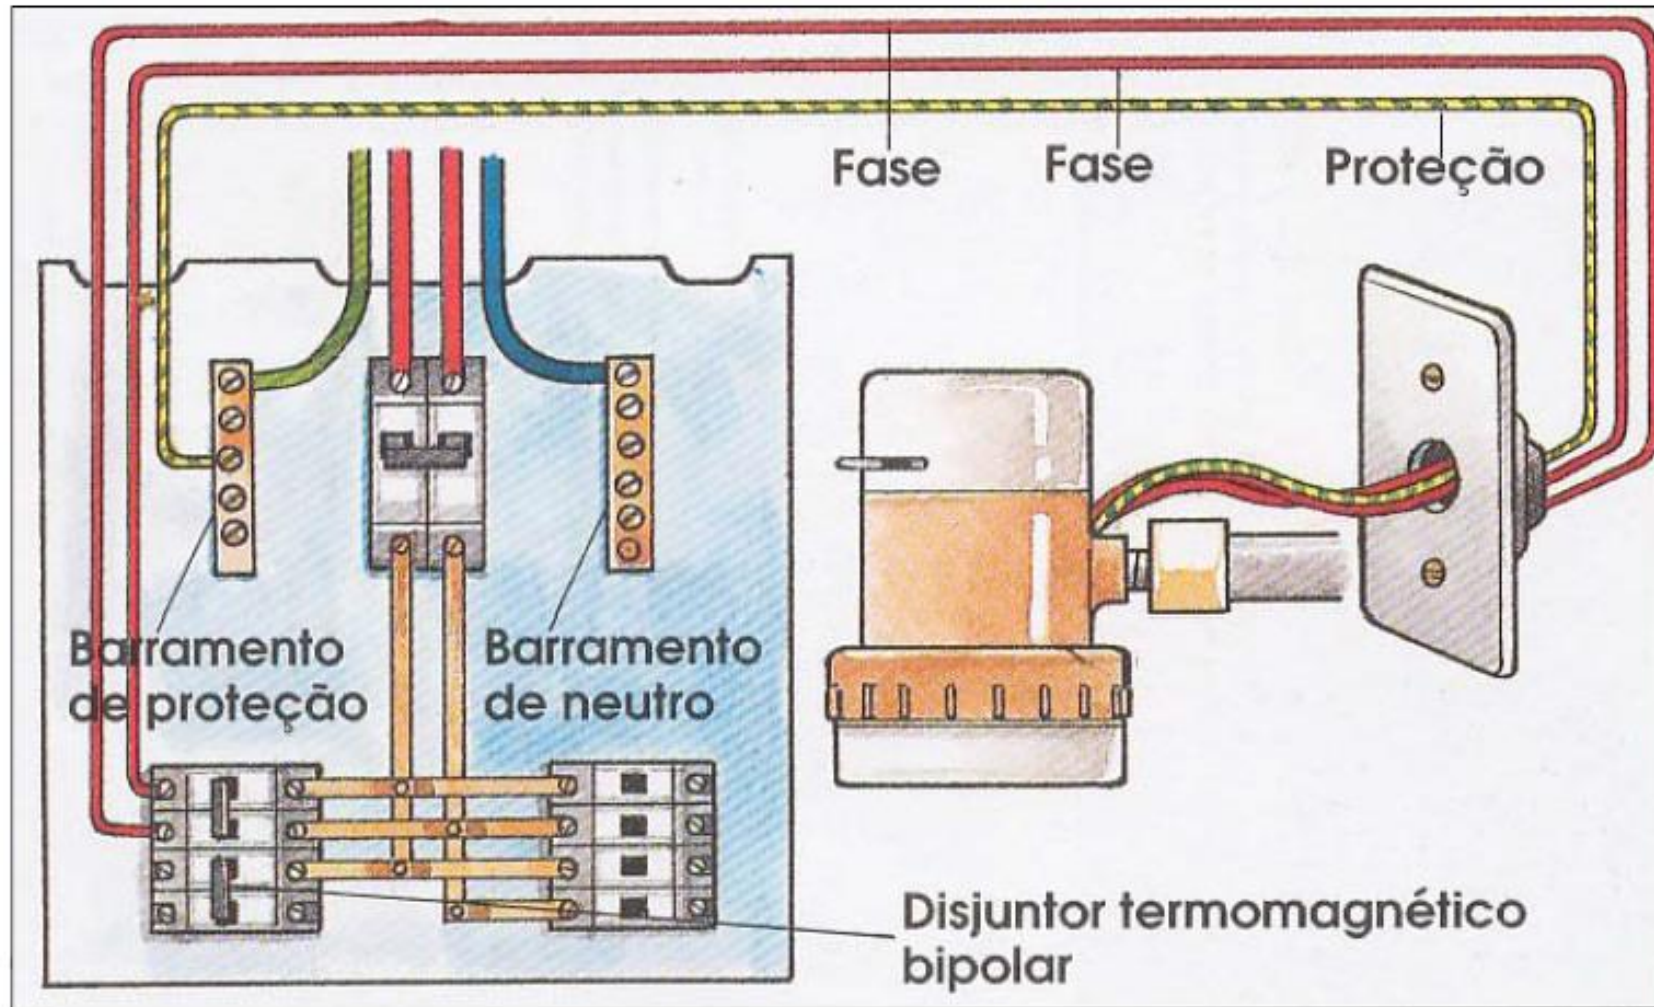 Fase
Fase
Proteção
Barramento
de proteção
Barramento
de neutro
Disjuntor termomagnético
bipolar